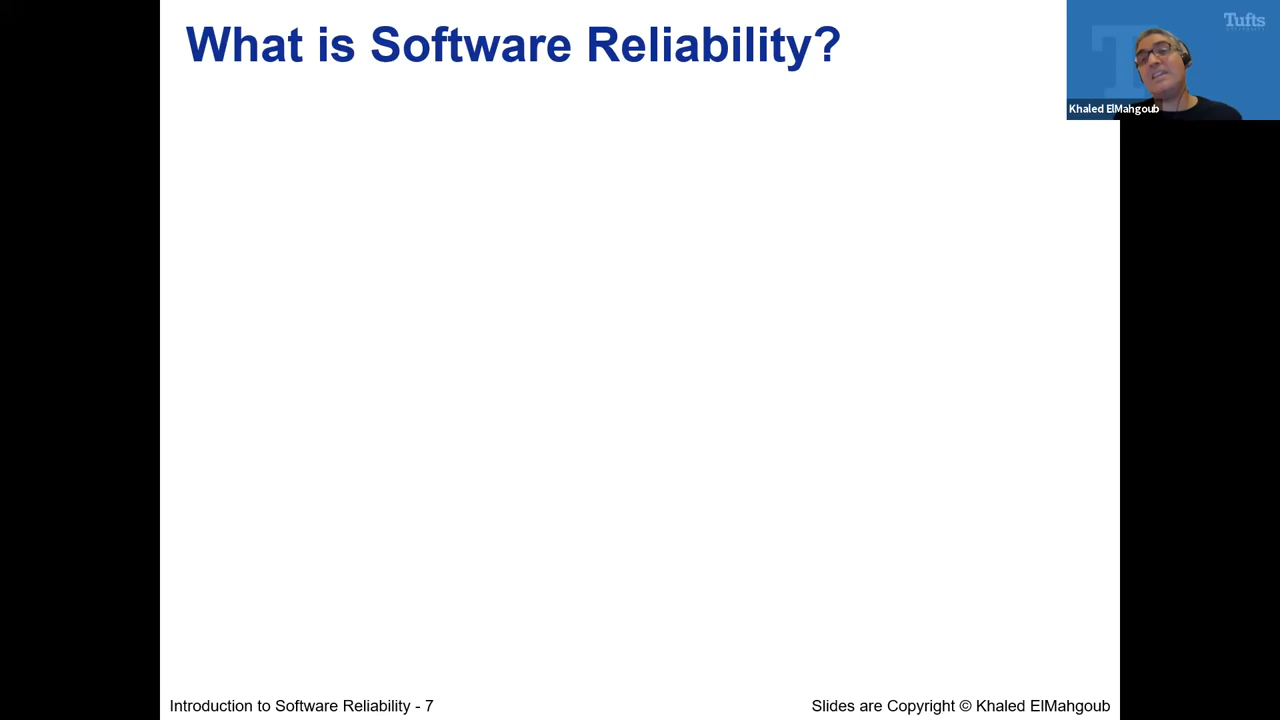 What is Software Reliability?
Tufts
Khaled ElMahgoub
Introduction to Software Reliability - 7
Slides are Copyright © Khaled ElMahgoub